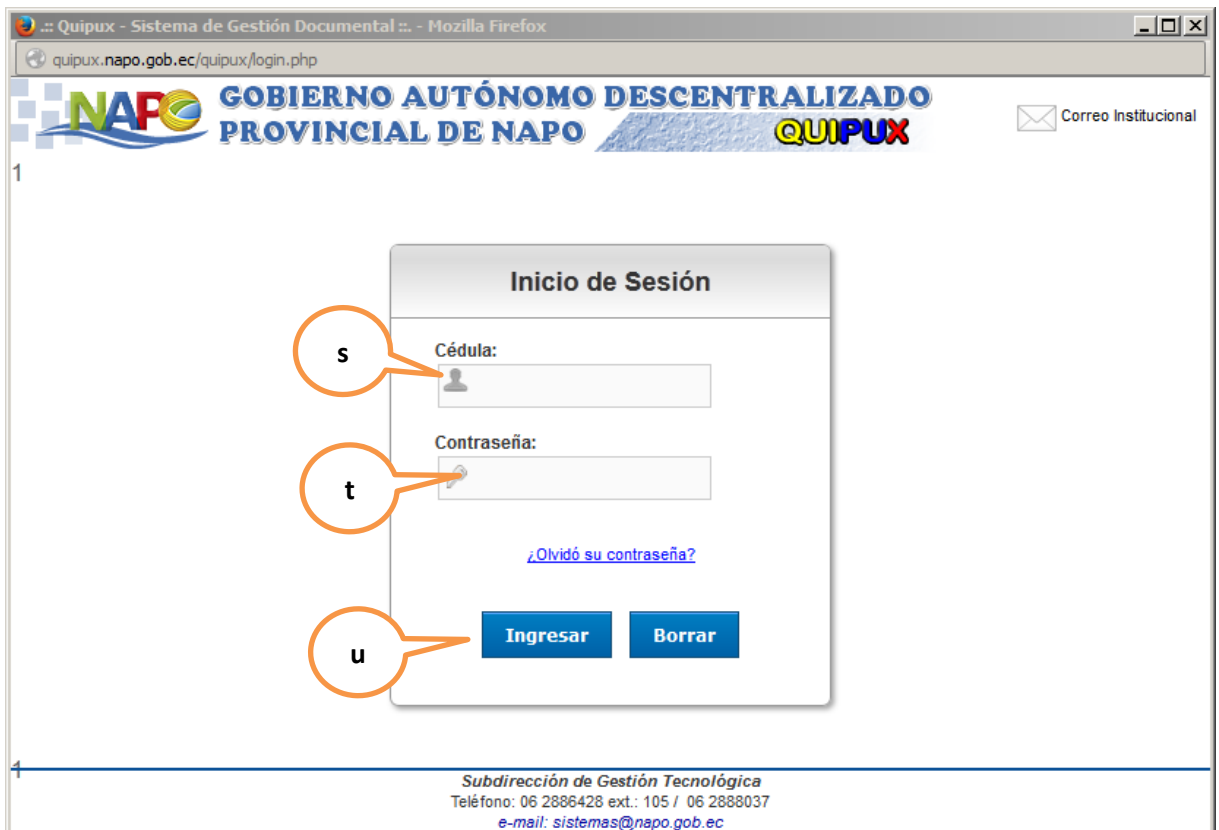 .:: Quipux - Sistema de Gestión Documental ::. - Mozilla Firefox
quipux.napo.gob.ec/quipux/login.php
NAPO
GOBIERNO AUTÓNOMO DESCENTRALIZADO
PROVINCIAL DE NAPO
QUIPUX
Correo Institucional
1
Inicio de Sesión
s
Cédula:
Contraseña:
t
¿Olvidó su contraseña?
Ingresar Borrar
u
1
Subdirección de Gestión Tecnológica
Teléfono: 06 2886428 ext.: 105 / 06 2888037
e-mail: sistemas@napo.gob.ec